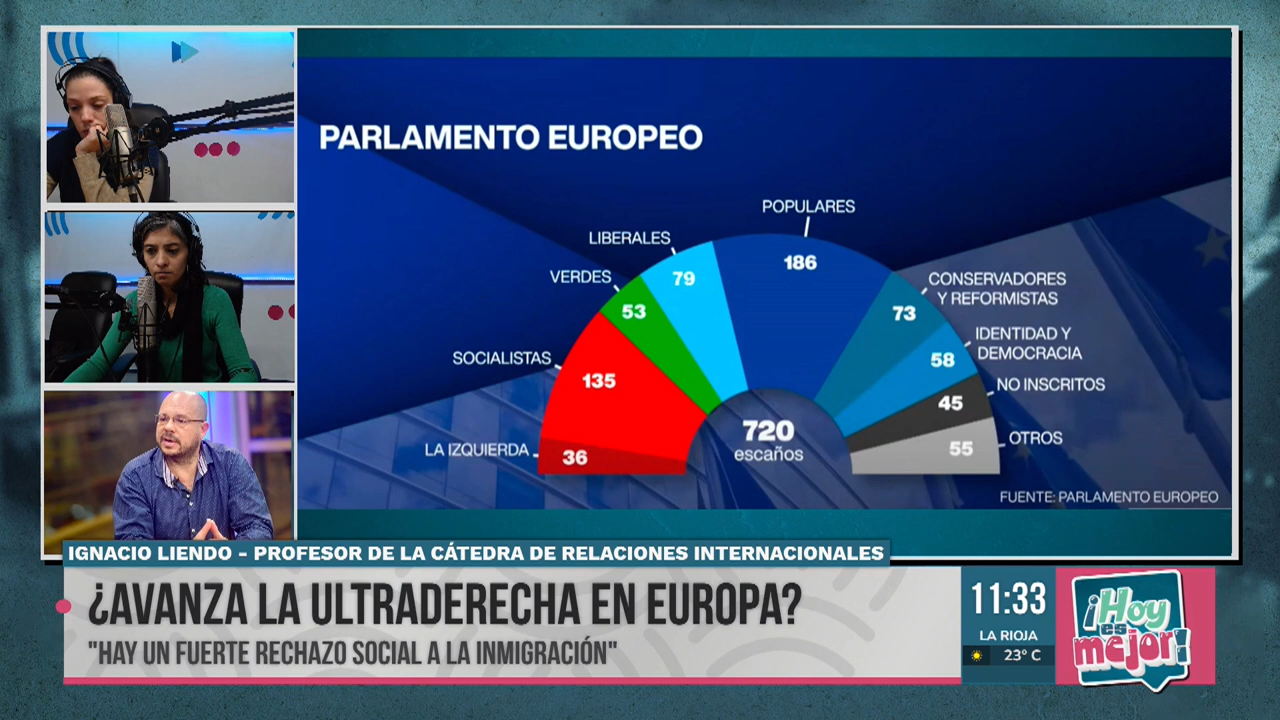 PARLAMENTO EUROPEO
POPULARES
186
LIBERALES
79
VERDES
53
CONSERVADORES
Y REFORMISTAS
73
IDENTIDAD Y
DEMOCRACIA
58
SOCIALISTAS
135
NO INSCRITOS
45
LA IZQUIERDA
36
720
escaños
OTROS
55
FUENTE: PARLAMENTO EUROPEO
IGNACIO LIENDO - PROFESOR DE LA CÁTEDRA DE RELACIONES INTERNACIONALES
¿AVANZA LA ULTRADERECHA EN EUROPA?
"HAY UN FUERTE RECHAZO SOCIAL A LA INMIGRACIÓN"
11:33
LA RIOJA
23° C
¡Hoy
es
mejor!